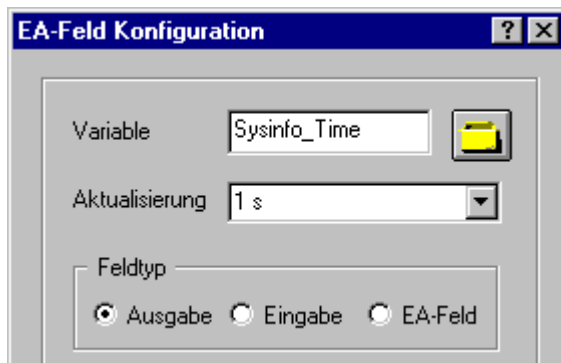 EA-Feld Konfiguration ?
Variable Sysinfo_Time
Aktualisierung 1 s
Feldtyp
Ausgabe Eingabe EA-Feld